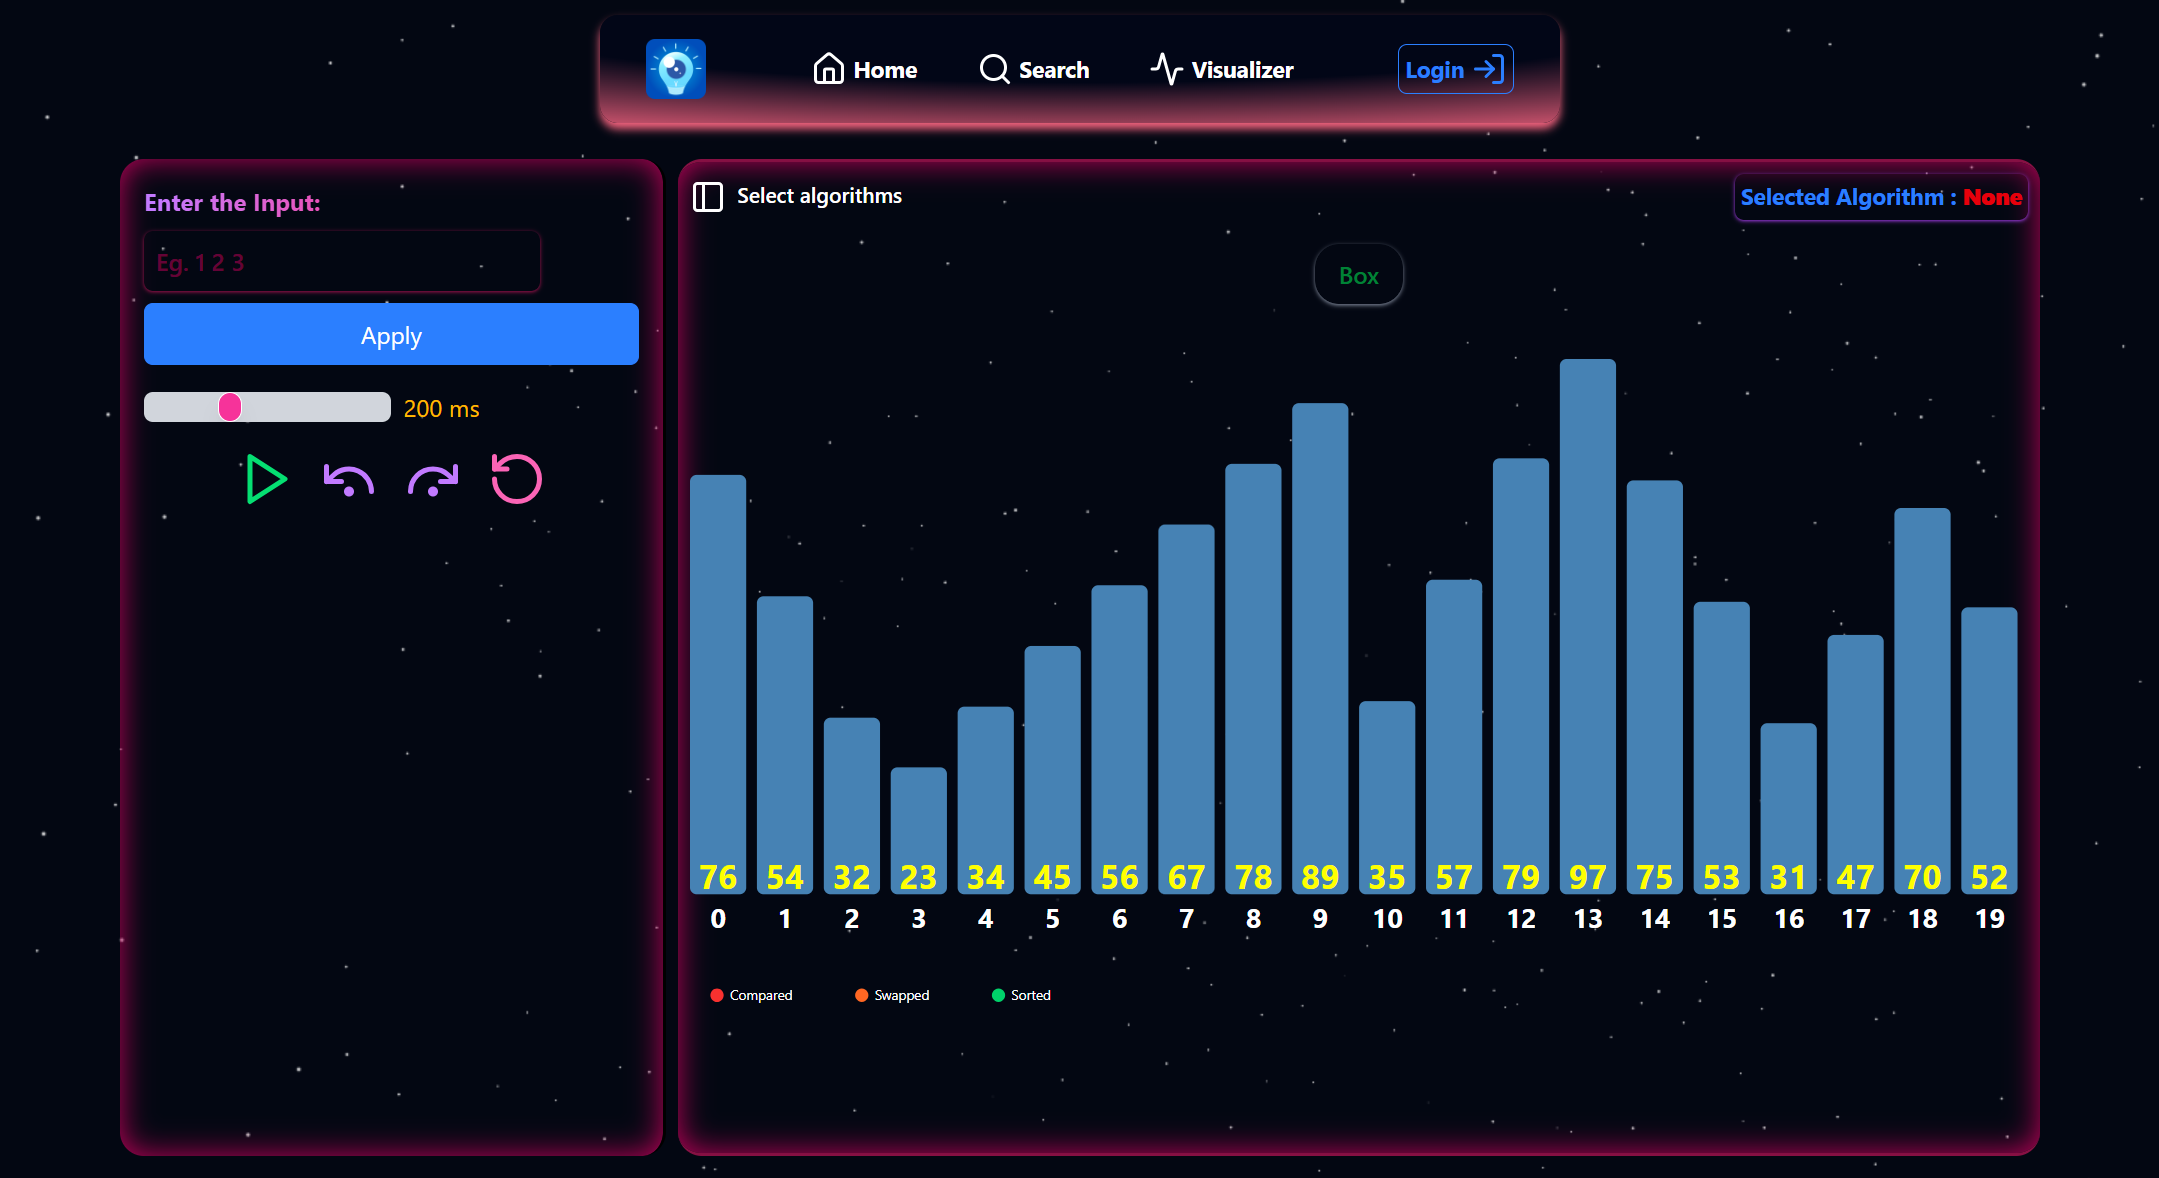 Home Search Visualizer Login
Enter the Input:
Eg. 1 2 3
Apply
200 ms
Select algorithms
Selected Algorithm : None
Box
76 54 32 23 34 45 56 67 78 89 35 57 79 97 75 53 31 47 70 52
0 1 2 3 4 5 6 7 8 9 10 11 12 13 14 15 16 17 18 19
Compared Swapped Sorted